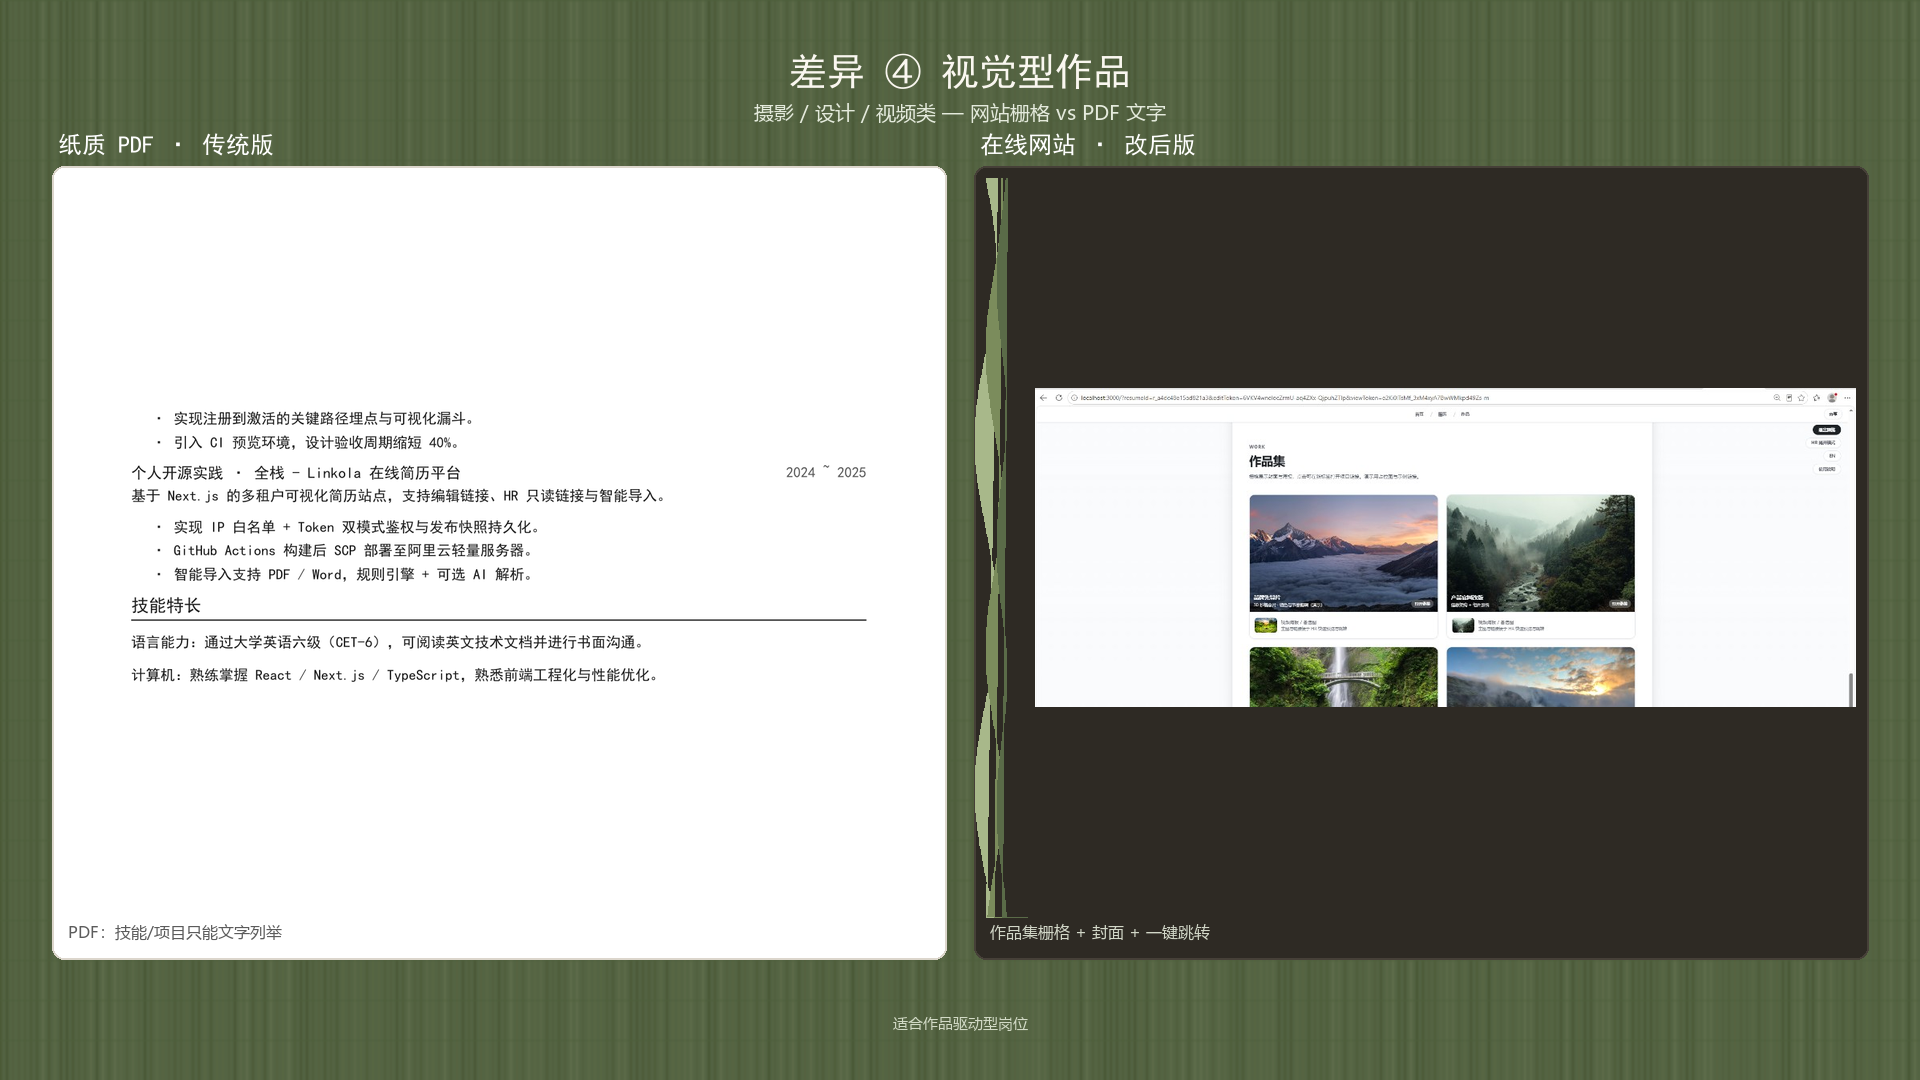 差异 ④ 视觉型作品
摄影 / 设计 / 视频类 — 网站栅格 vs PDF 文字
纸质 PDF · 传统版
· 实现注册到激活的关键路径埋点与可视化漏斗。
· 引入 CI 预览环境，设计验收周期缩短 40%。
个人开源实践 · 全栈 - Linkola 在线简历平台 2024 ~ 2025
基于 Next.js 的多租户可视化简历站点，支持编辑链接、HR 只读链接与智能导入。
· 实现 IP 白名单 + Token 双模式鉴权与发布快照持久化。
· GitHub Actions 构建后 SCP 部署至阿里云轻量服务器。
· 智能导入支持 PDF / Word，规则引擎 + 可选 AI 解析。
技能特长
语言能力：通过大学英语六级（CET-6），可阅读英文技术文档并进行书面沟通。
计算机：熟练掌握 React / Next.js / TypeScript，熟悉前端工程化与性能优化。
PDF：技能/项目只能文字列举
在线网站 · 改后版
WORK
作品集
作品集栅格 + 封面 + 一键跳转
适合作品驱动型岗位